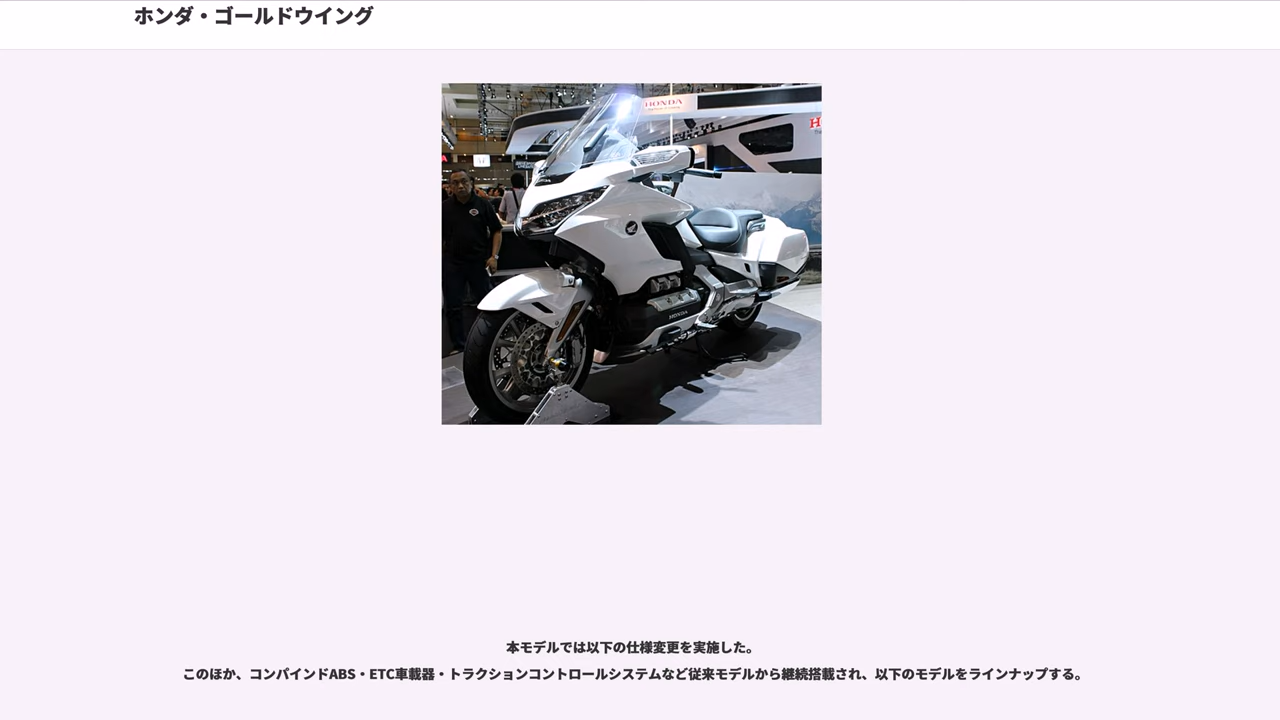 ホンダ・ゴールドウイング
HONDA
HONDA
本モデルでは以下の仕様変更を実施した。
このほか、コンバインドABS・ETC車載器・トラクションコントロールシステムなど従来モデルから継続搭載され、以下のモデルをラインナップする。